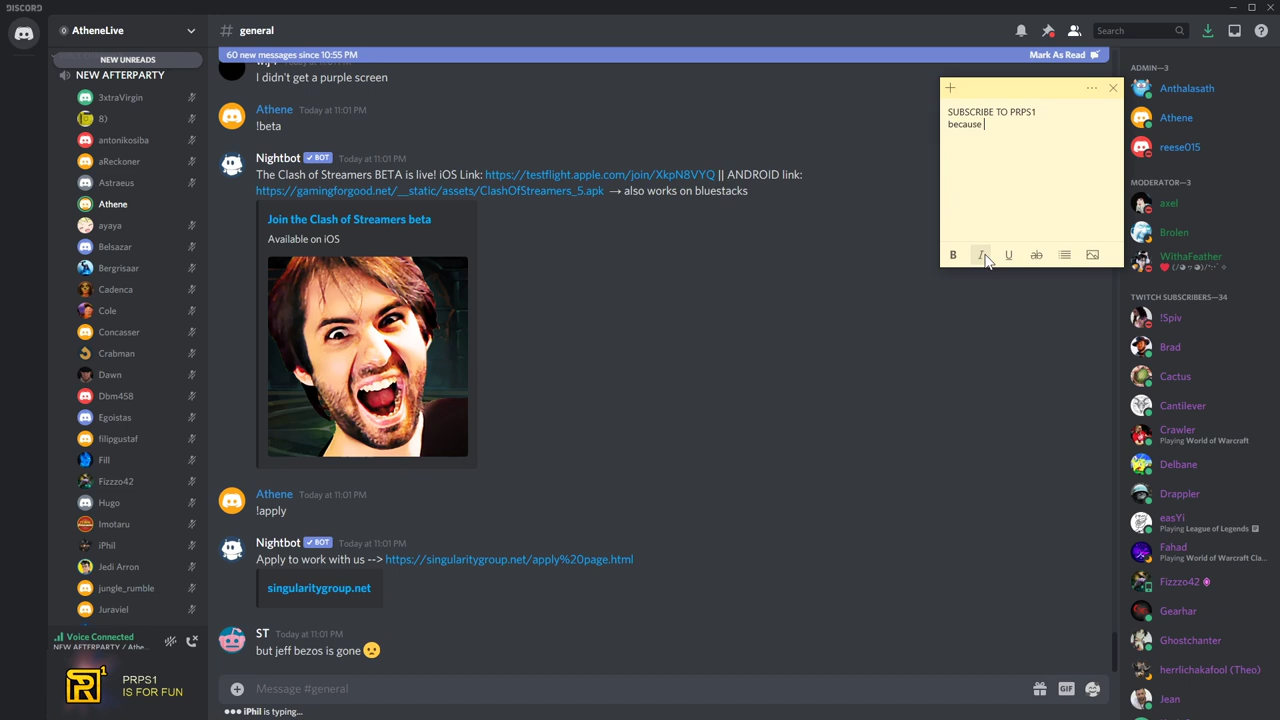 DISCORD
AtheneLive
NEW UNREADS
NEW AFTERPARTY
3xtraVirgin
8)
antonikosiba
aReckoner
Astraeus
Athene
ayaya
Belsazar
Bergrisaar
Cadenca
Cole
Concasser
Crabman
Dawn
Dbm458
Egoistas
filipgustaf
Fill
Fizzzo42
Hugo
Imotaru
iPhil
Jedi Arron
jungle_rumble
Juraviel
Voice Connected
NEW AFTERPARTY / Athe...
PRPS1
IS FOR FUN
# general
Search
60 new messages since 10:55 PM
Mark As Read
Today at 11:01 PM
I didn't get a purple screen
Athene Today at 11:01 PM
!beta
Nightbot BOT Today at 11:01 PM
The Clash of Streamers BETA is live! iOS Link: https://testflight.apple.com/join/XkpN8VYQ || ANDROID link:
https://gamingforgood.net/__static/assets/ClashOfStreamers_5.apk → also works on bluestacks
Join the Clash of Streamers beta
Available on iOS
Athene Today at 11:01 PM
!apply
Nightbot BOT Today at 11:01 PM
Apply to work with us --> https://singularitygroup.net/apply%20page.html
singularitygroup.net
ST Today at 11:01 PM
but jeff bezos is gone
Message #general
GIF
iPhil is typing...
SUBSCRIBE TO PRPS1
because
B I U ab
ADMIN—3
Anthalasath
Athene
reese015
MODERATOR—3
axel
Brolen
WithaFeather
TWITCH SUBSCRIBERS—34
!Spiv
Brad
Cactus
Cantilever
Crawler
Playing World of Warcraft
Delbane
Drappler
easYi
Playing League of Legends
Fahad
Playing World of Warcraft Cla...
Fizzzo42
Gearhar
Ghostchanter
herrlichakafool (Theo)
Jean